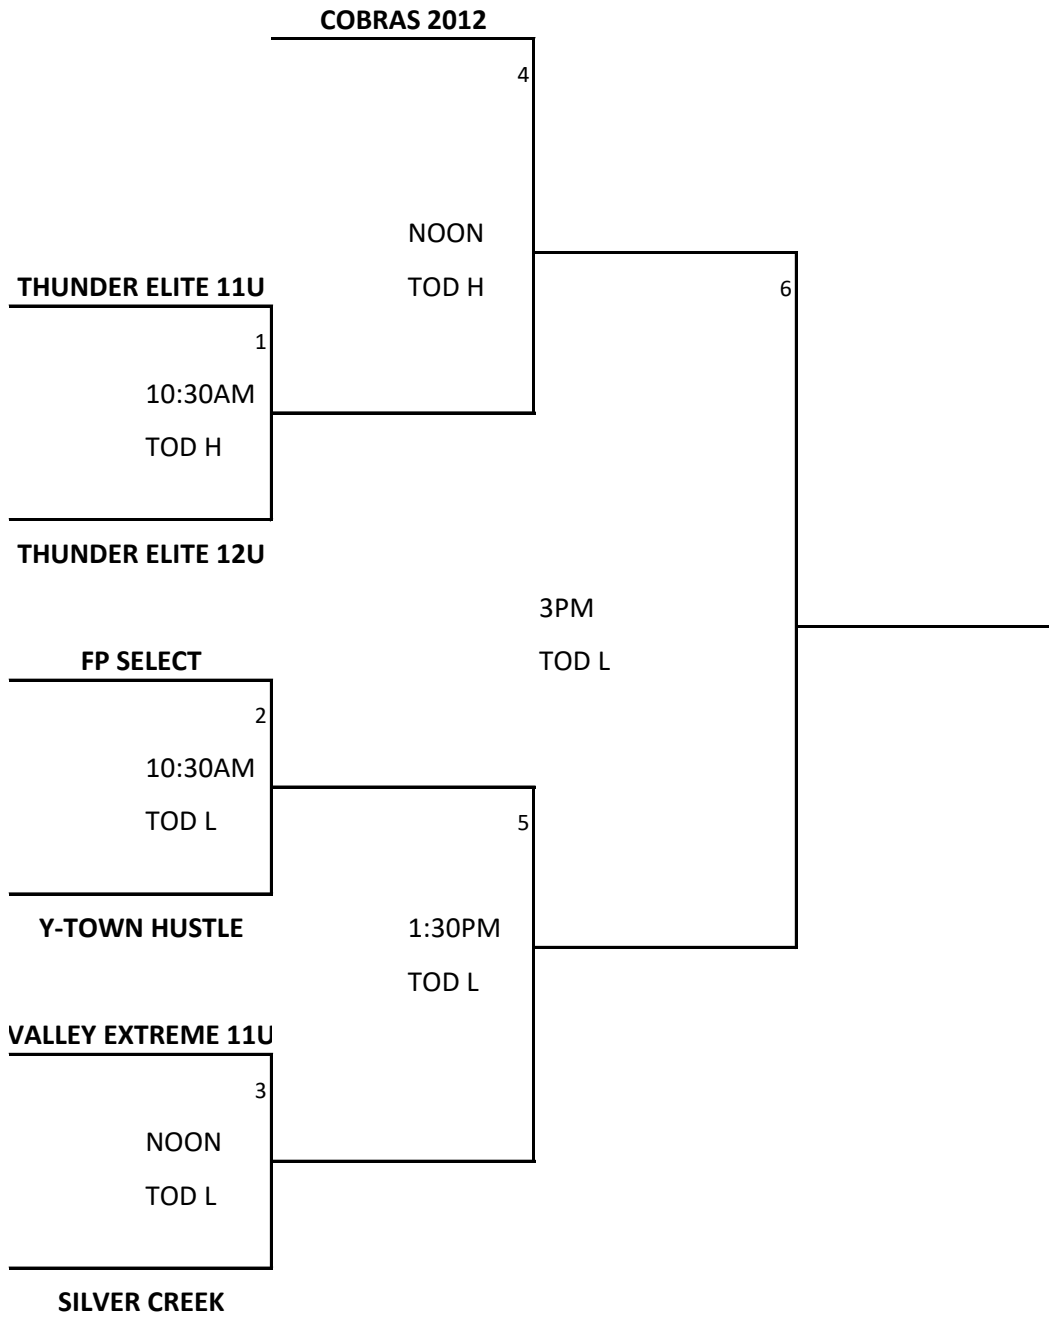 COBRAS 2012
4
NOON
THUNDER ELITE 11U
TOD H
6
1
10:30AM
TOD H
THUNDER ELITE 12U
3PM
FP SELECT
TOD L
2
10:30AM
TOD L
5
Y-TOWN HUSTLE
1:30PM
TOD L
VALLEY EXTREME 11U
3
NOON
TOD L
SILVER CREEK